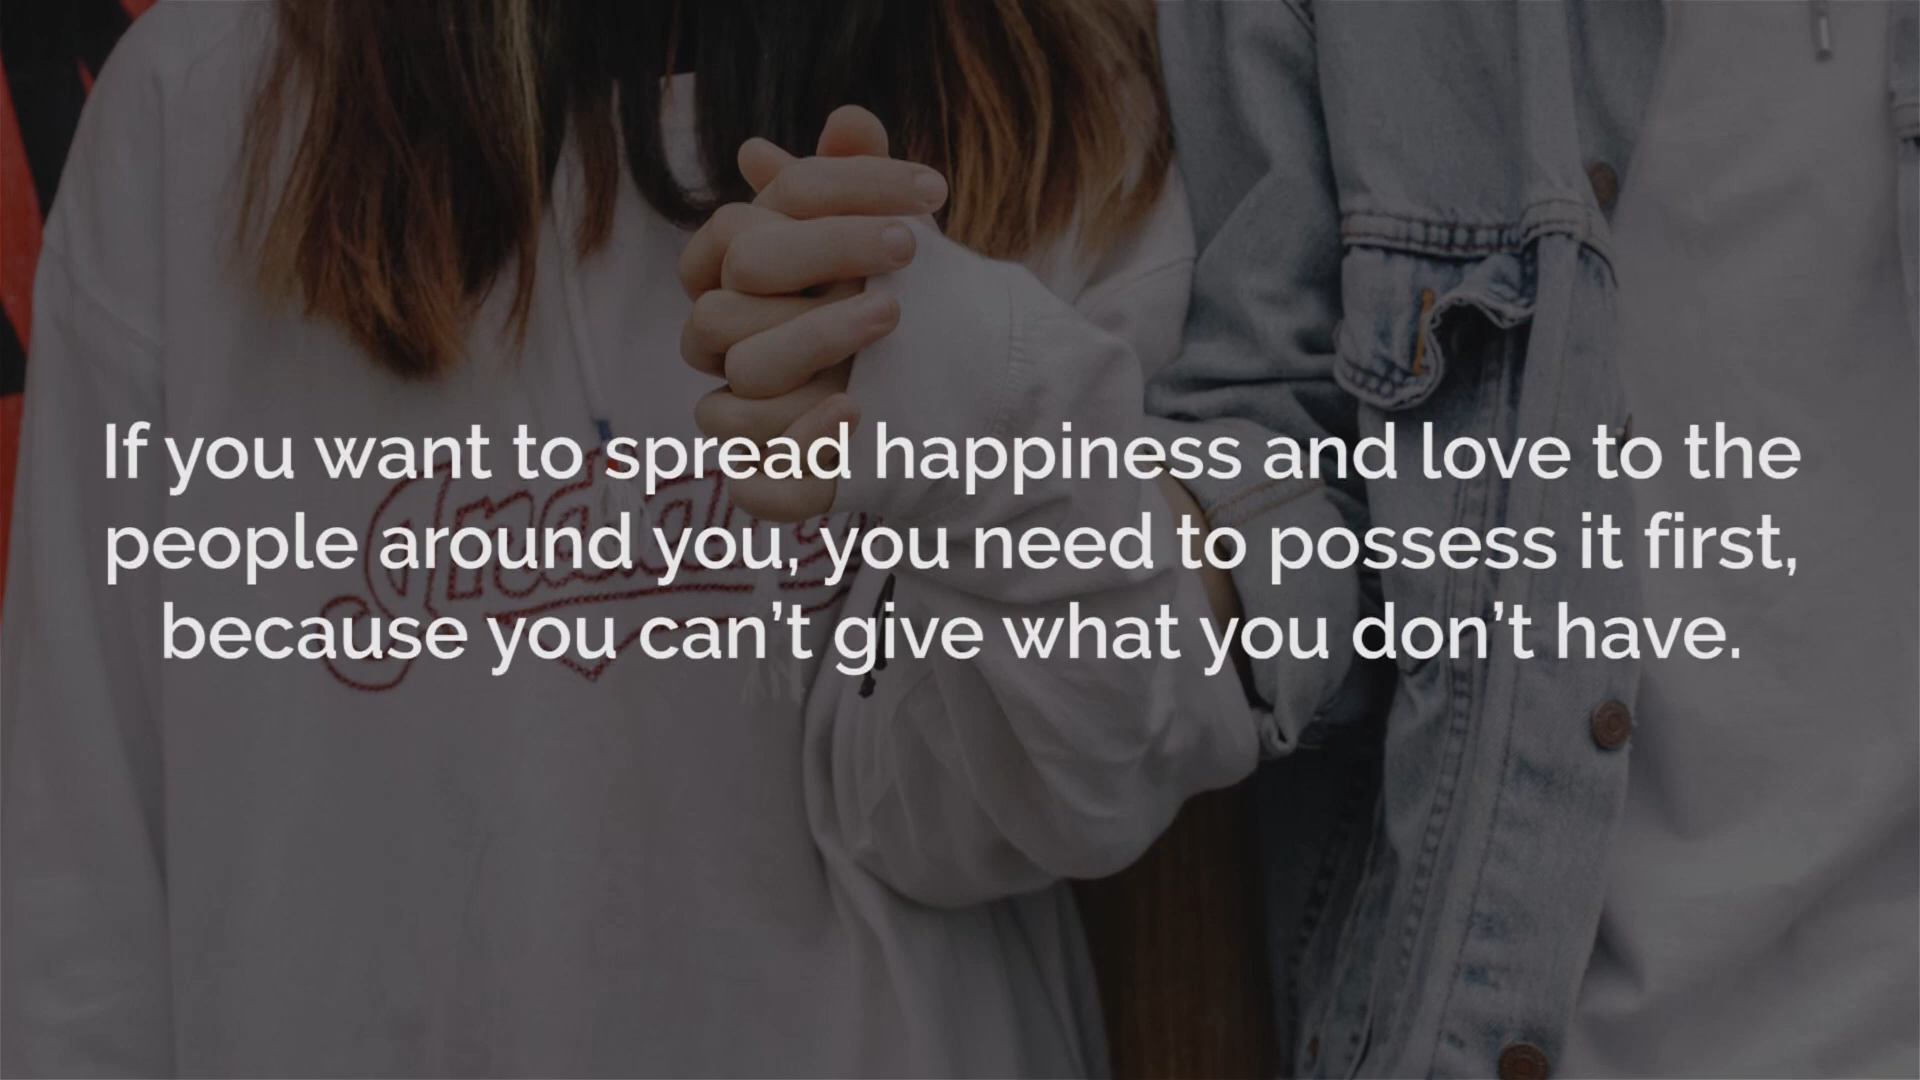 If you want to spread happiness and love to the
people around you, you need to possess it first,
because you can’t give what you don’t have.
Indians